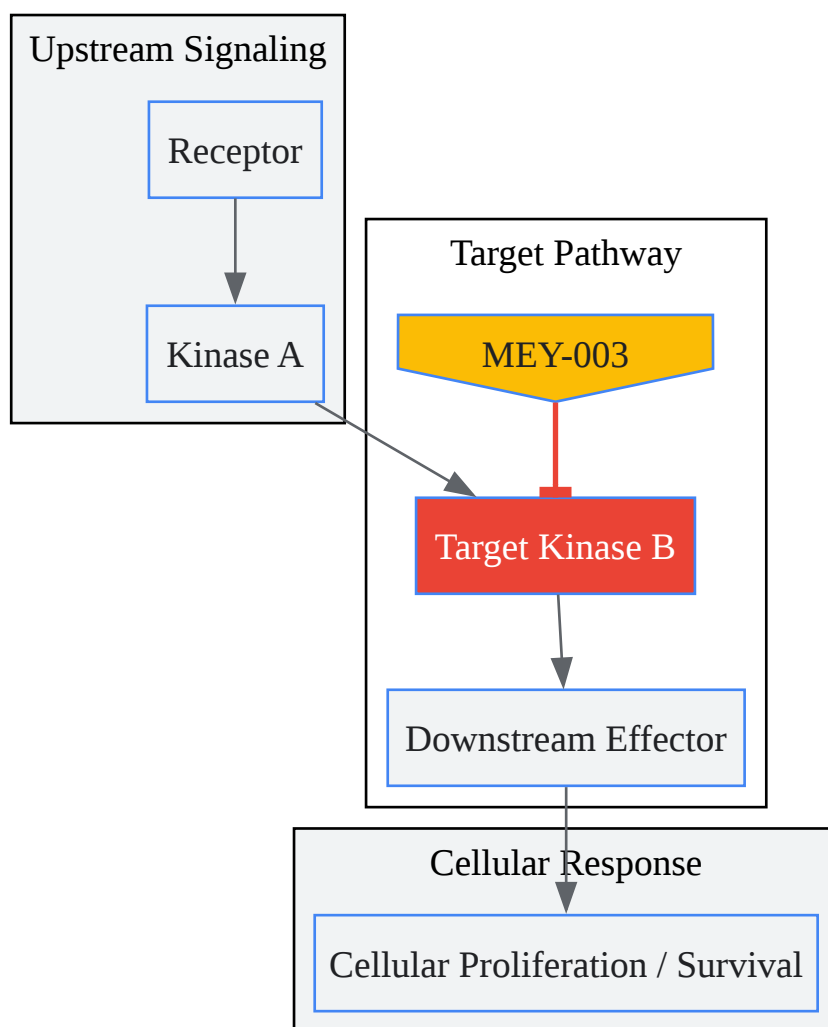 Upstream Signaling
Receptor
Kinase A
Target Pathway
MEY-003
Target Kinase B
Downstream Effector
Cellular Response
Cellular Proliferation / Survival